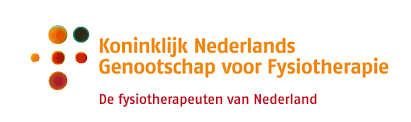 Koninklijk Nederlands
Genootschap voor Fysiotherapie
De fysiotherapeuten van Nederland